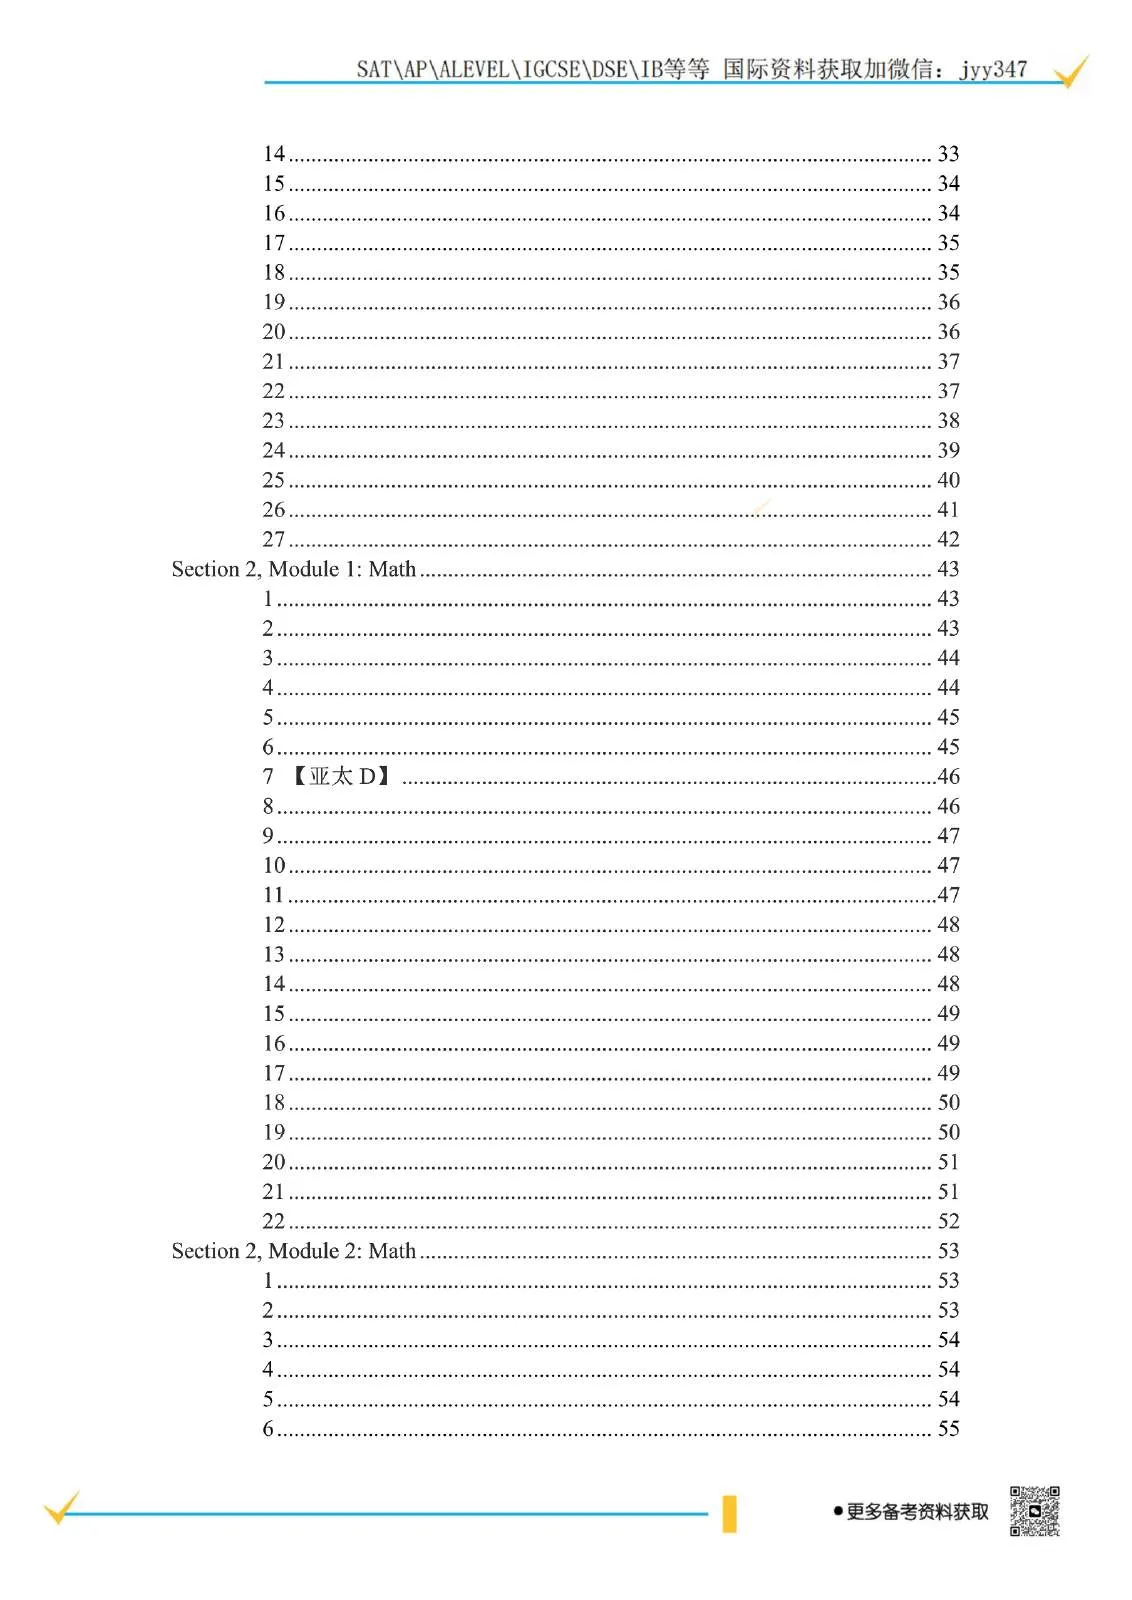 SAT\AP\ALEVEL\IGCSE\DSE\IB等等 国际资料获取加微信：jyy347
14 ........ 33
15 ........ 34
16 ........ 34
17 ........ 35
18 ........ 35
19 ........ 36
20 ........ 36
21 ........ 37
22 ........ 37
23 ........ 38
24 ........ 39
25 ........ 40
26 ........ 41
27 ........ 42
Section 2, Module 1: Math ........ 43
1 ........ 43
2 ........ 43
3 ........ 44
4 ........ 44
5 ........ 45
6 ........ 45
7 【亚太 D】 ........ 46
8 ........ 46
9 ........ 47
10 ........ 47
11 ........ 47
12 ........ 48
13 ........ 48
14 ........ 48
15 ........ 49
16 ........ 49
17 ........ 49
18 ........ 50
19 ........ 50
20 ........ 51
21 ........ 51
22 ........ 52
Section 2, Module 2: Math ........ 53
1 ........ 53
2 ........ 53
3 ........ 54
4 ........ 54
5 ........ 54
6 ........ 55
●更多备考资料获取